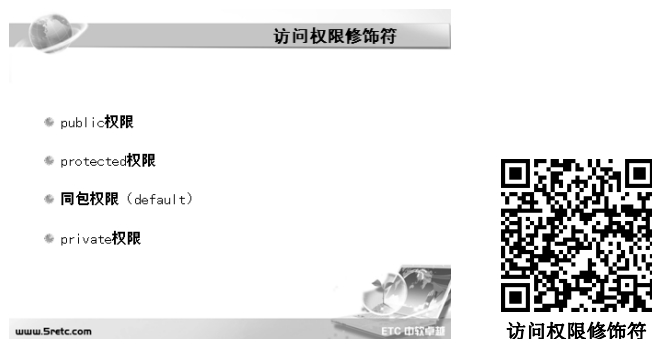 访问权限修饰符
public权限
protected权限
同包权限（default）
private权限
www.5retc.com
ETC 中软卓越
访问权限修饰符